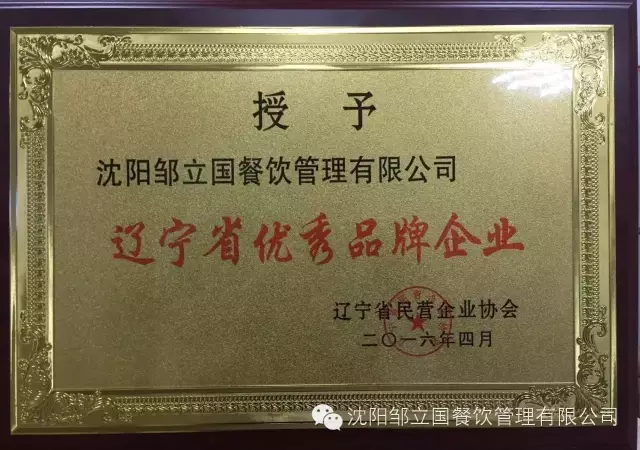 授予
沈阳邹立国餐饮管理有限公司
辽宁省优秀品牌企业
辽宁省民营企业协会
二〇一六年四月
沈阳邹立国餐饮管理有限公司